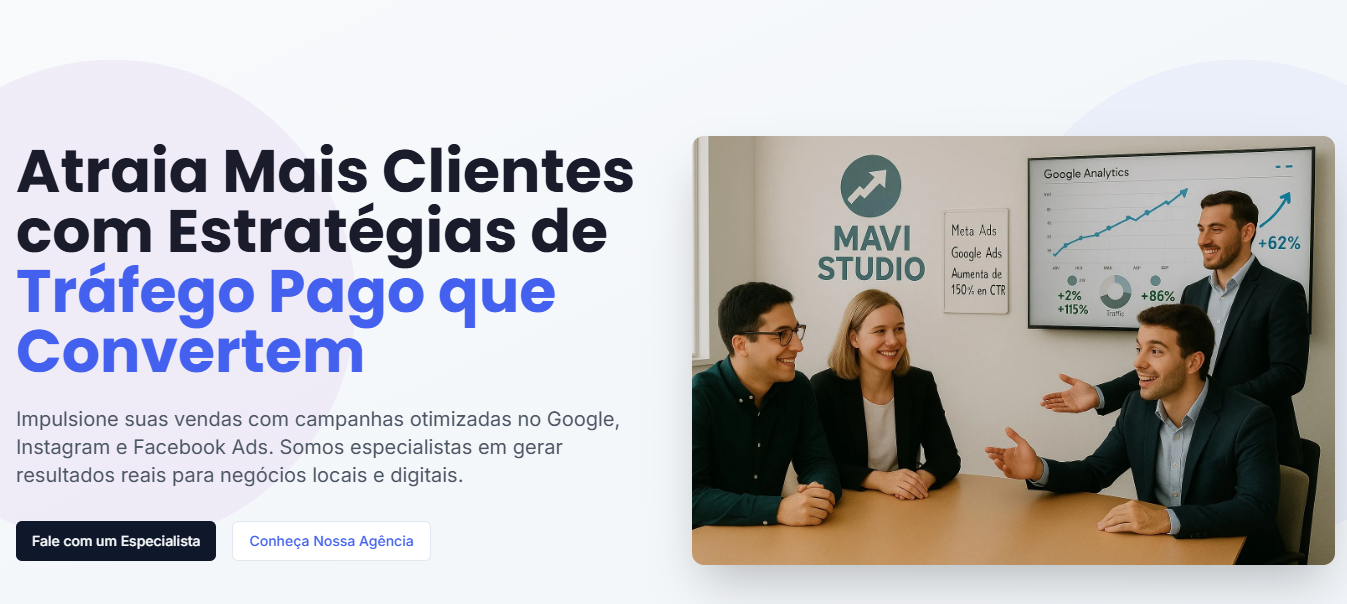 Atraia Mais Clientes
com Estratégias de
Tráfego Pago que
Convertem
Impulsione suas vendas com campanhas otimizadas no Google,
Instagram e Facebook Ads. Somos especialistas em gerar
resultados reais para negócios locais e digitais.
Fale com um Especialista
Conheça Nossa Agência
MAVI
STUDIO
Meta Ads
Google Ads
Aumenta de
150% en CTR
Google Analytics
+62%
+2%
+115%
Traffic
+86%